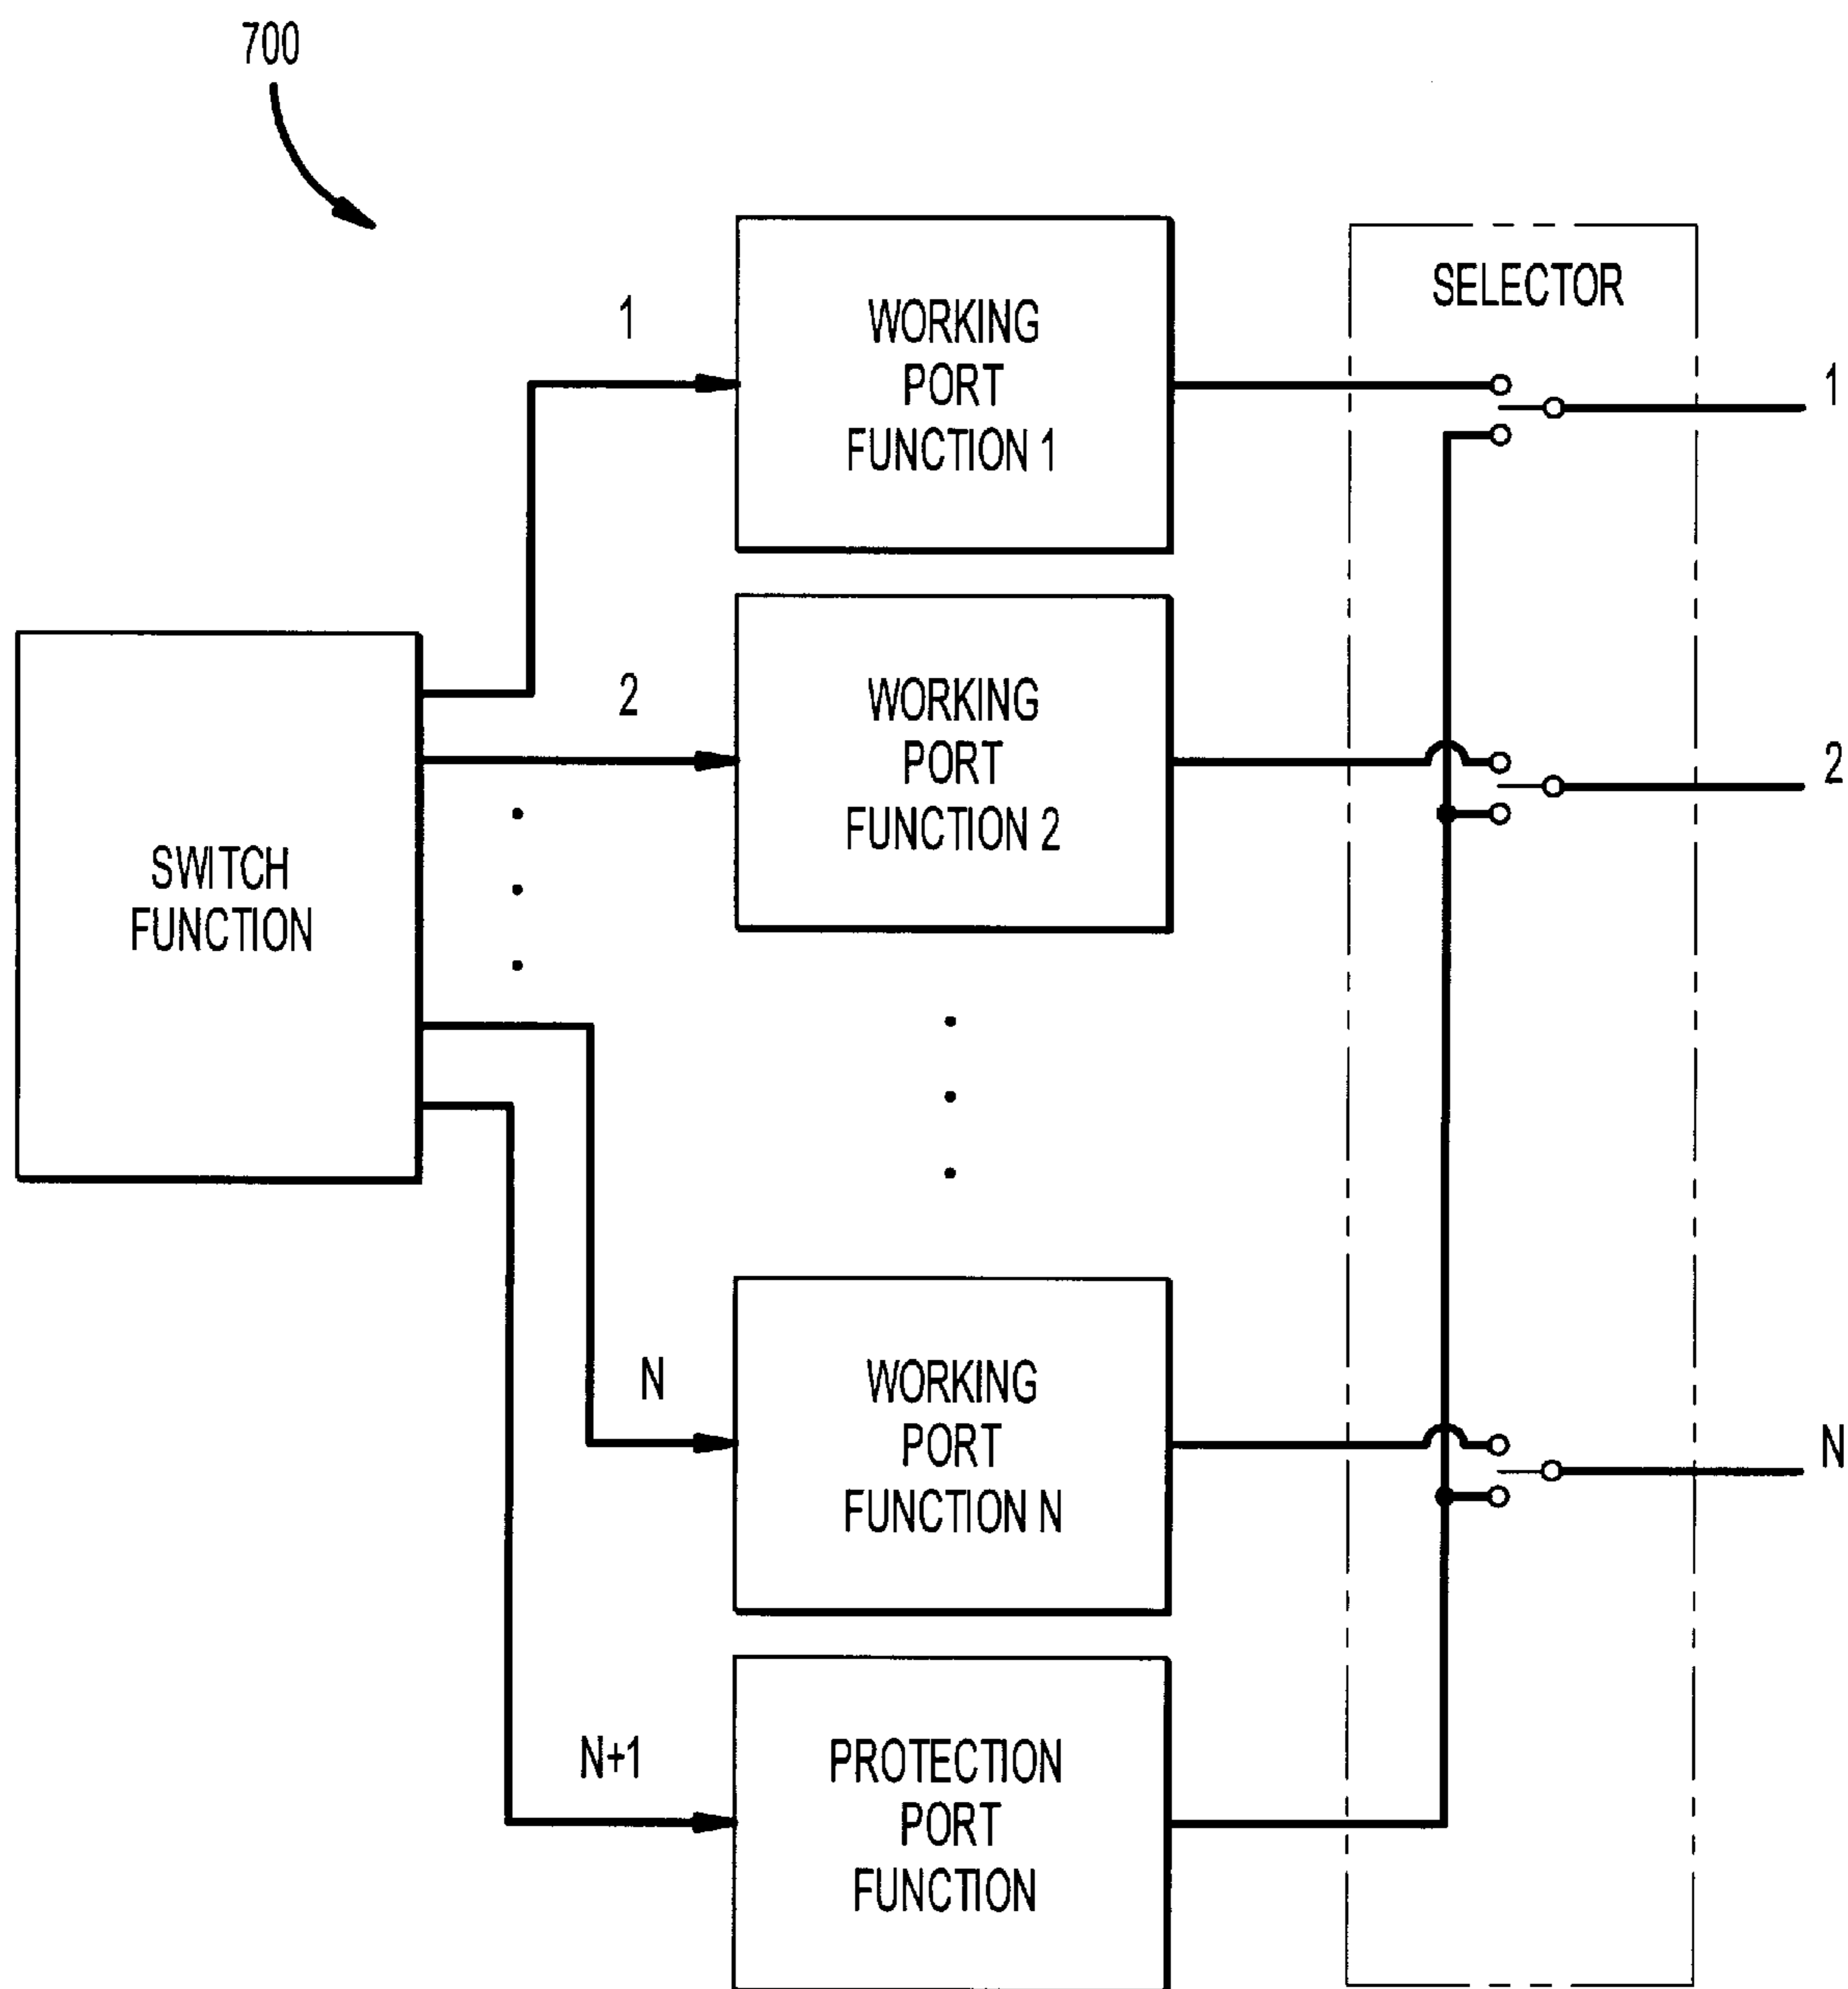 700
SELECTOR
1
WORKING
PORT
FUNCTION 1
1
2
WORKING
PORT
FUNCTION 2
2
SWITCH
FUNCTION
N
WORKING
PORT
FUNCTION N
N
N+1
PROTECTION
PORT
FUNCTION